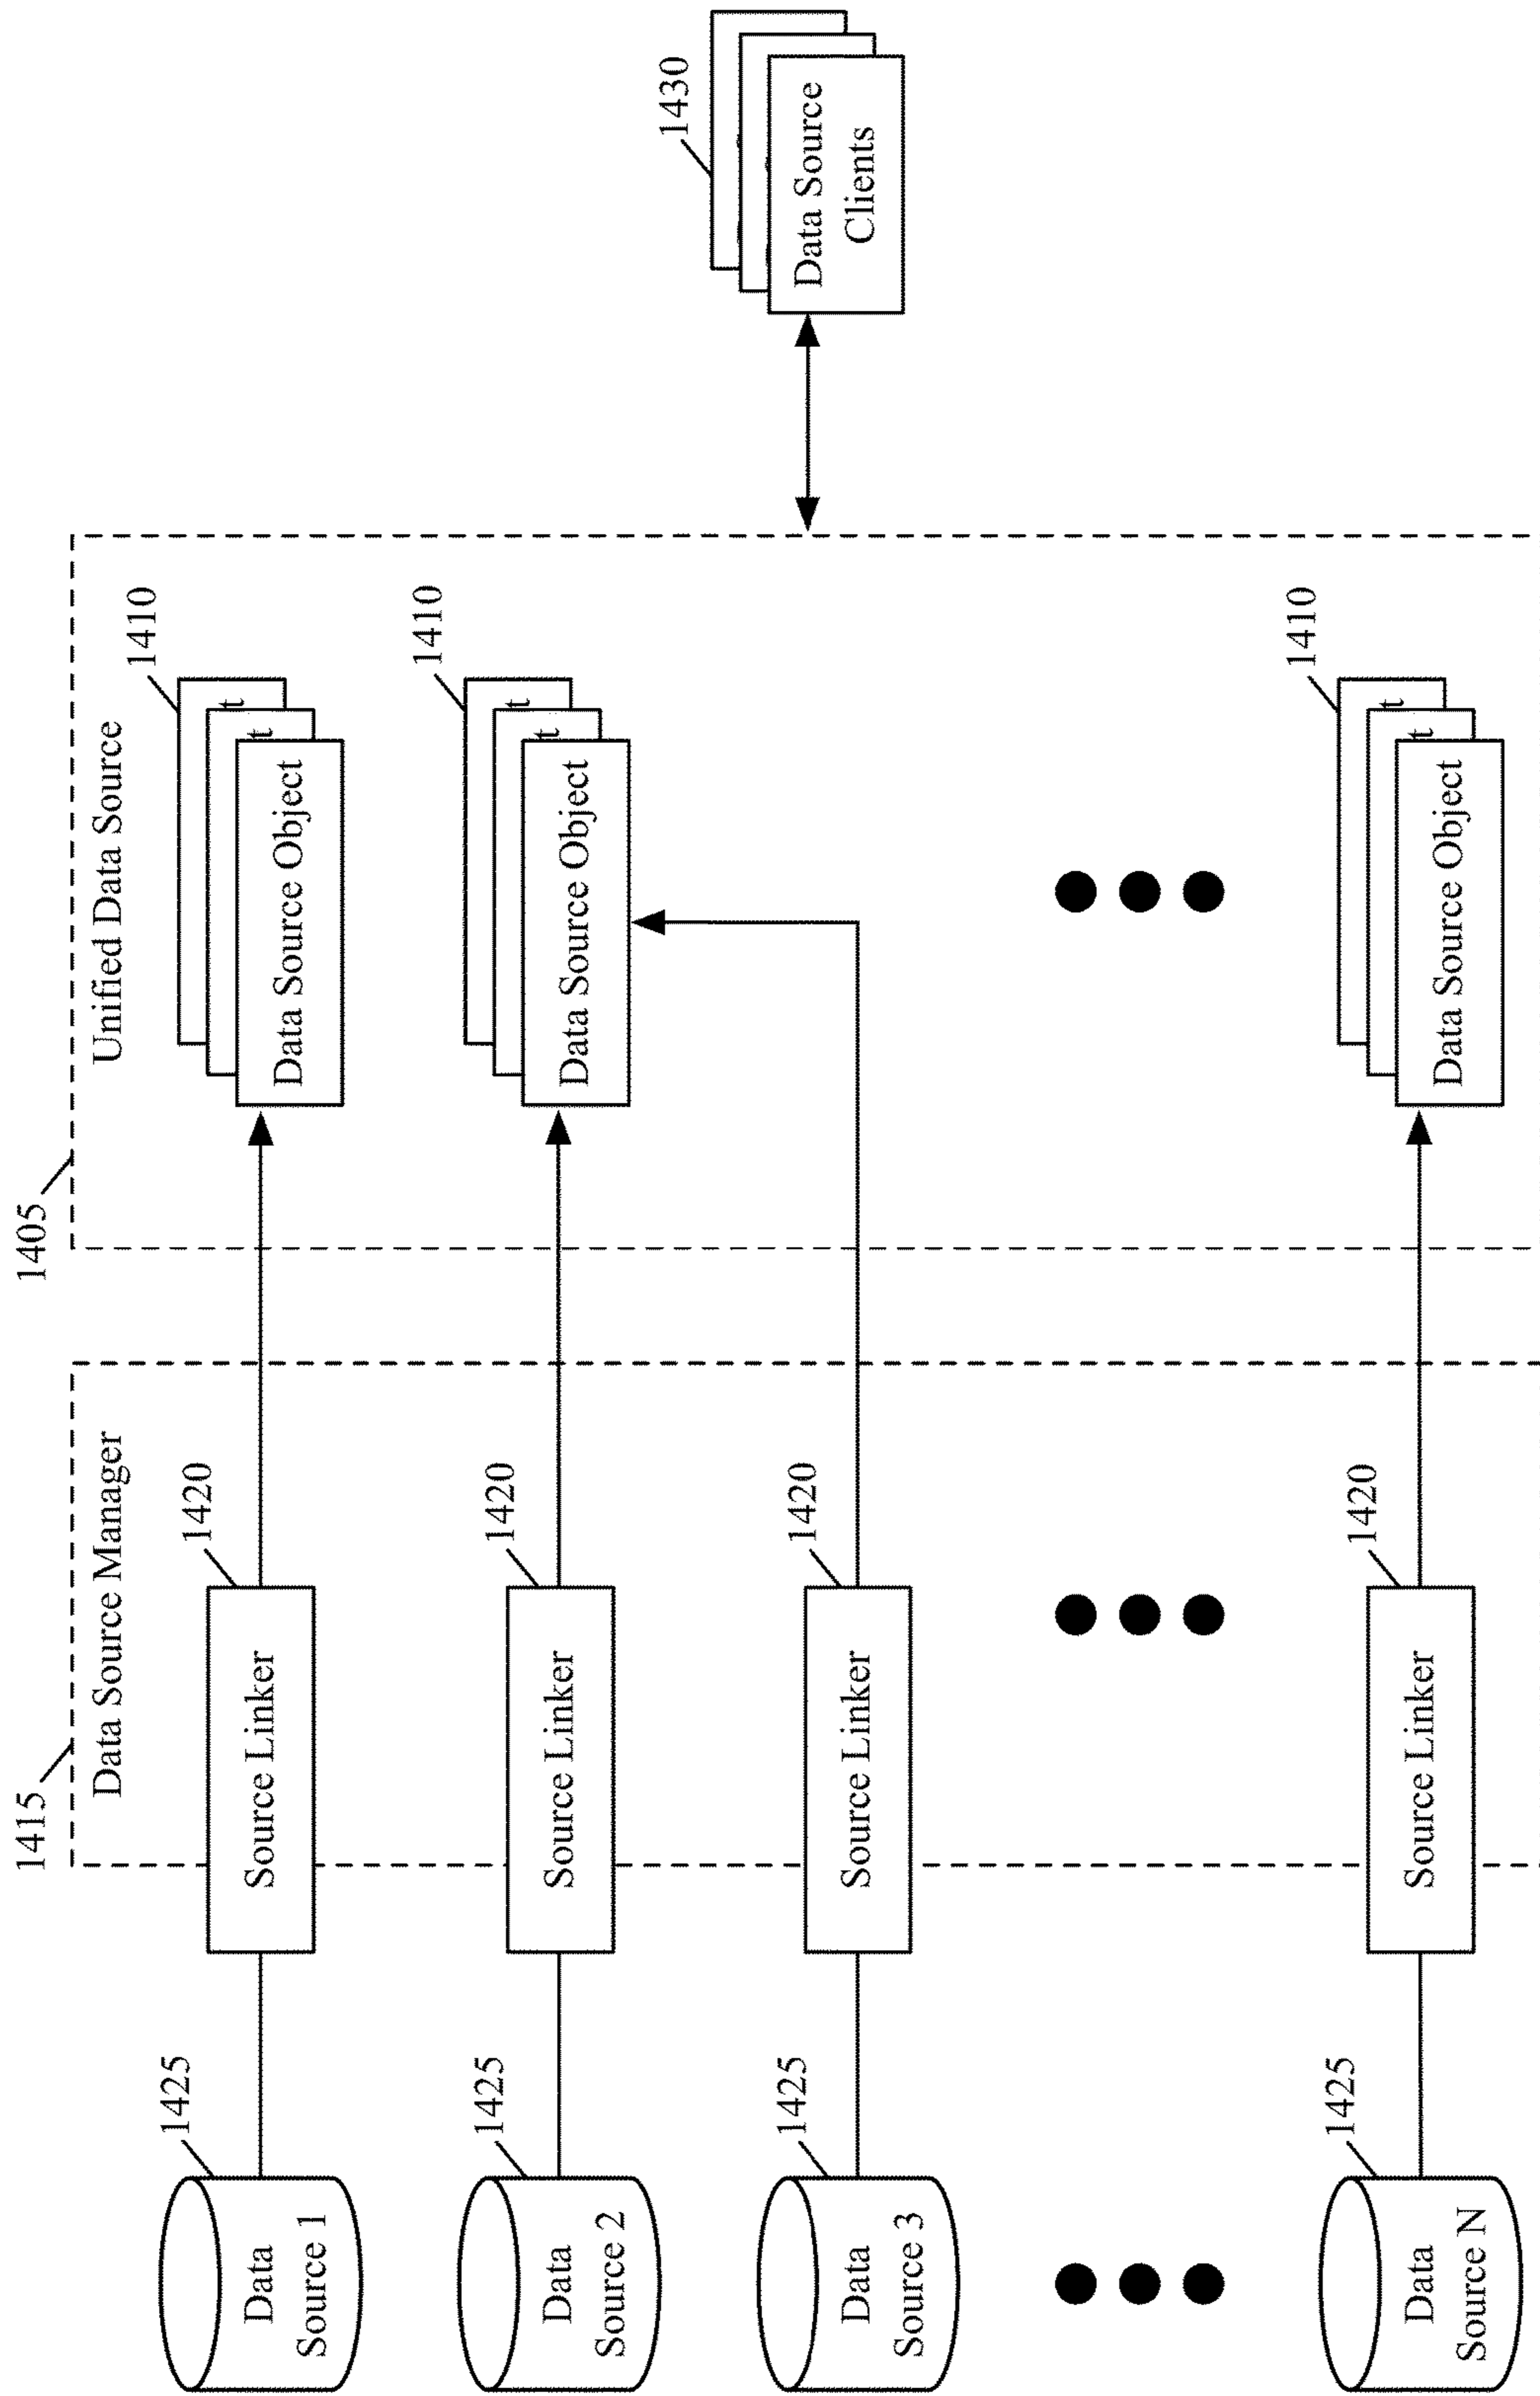 1415
1405
Data Source Manager
Unified Data Source
1425
1420
1410
Data
Source 1
Source Linker
Data Source Object
t
t
1425
1420
1410
Data
Source 2
Source Linker
Data Source Object
t
t
1430
Data Source
Clients
1425
1420
Data
Source 3
Source Linker
1425
1420
1410
Data
Source N
Source Linker
Data Source Object
t
t